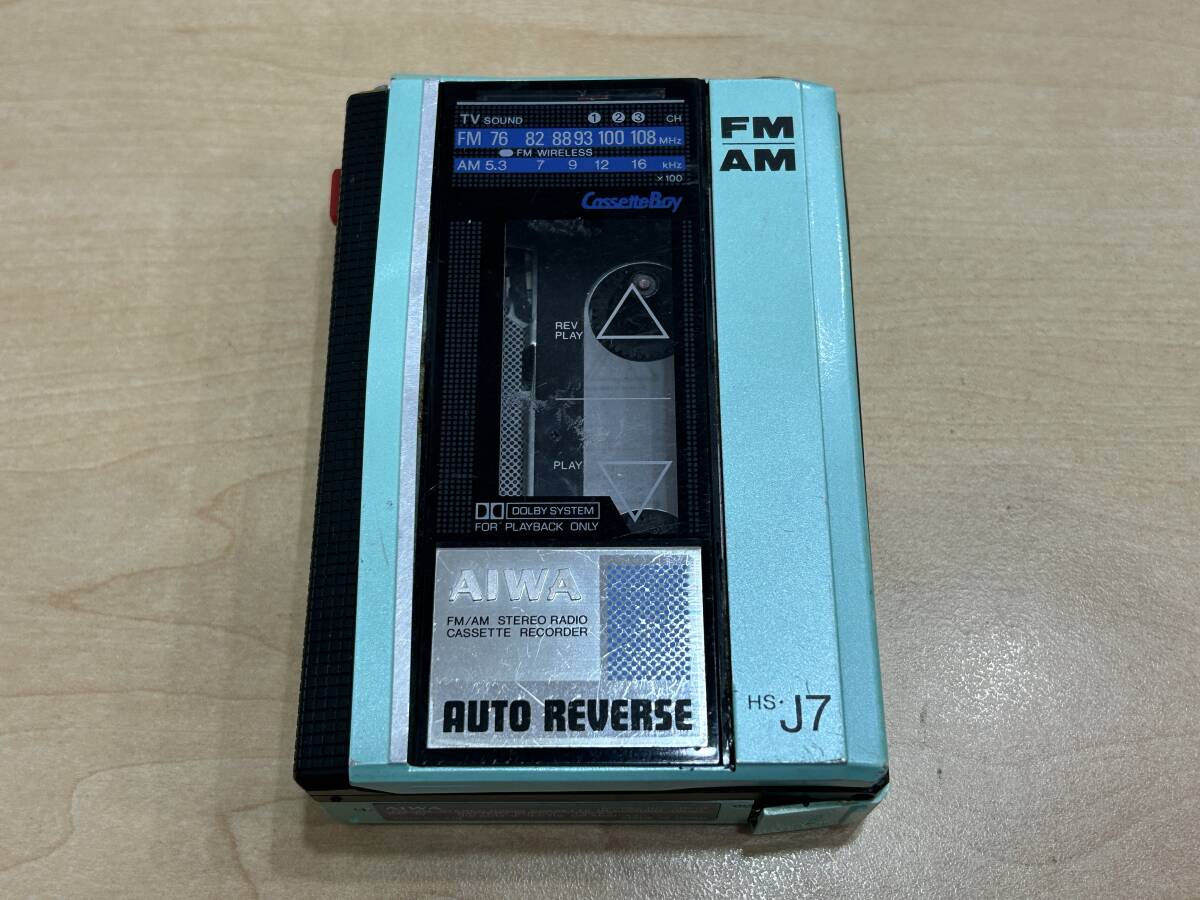 TV SOUND 1 2 3 CH
FM 76 82 88 93 100 108 MHz
FM WIRELESS
AM 5.3 7 9 12 16 kHz
×100
CassetteBoy
FM
AM
REV
PLAY
PLAY
DOLBY SYSTEM
FOR PLAYBACK ONLY
AIWA
FM/AM STEREO RADIO
CASSETTE RECORDER
AUTO REVERSE
HS-J7
AIWA